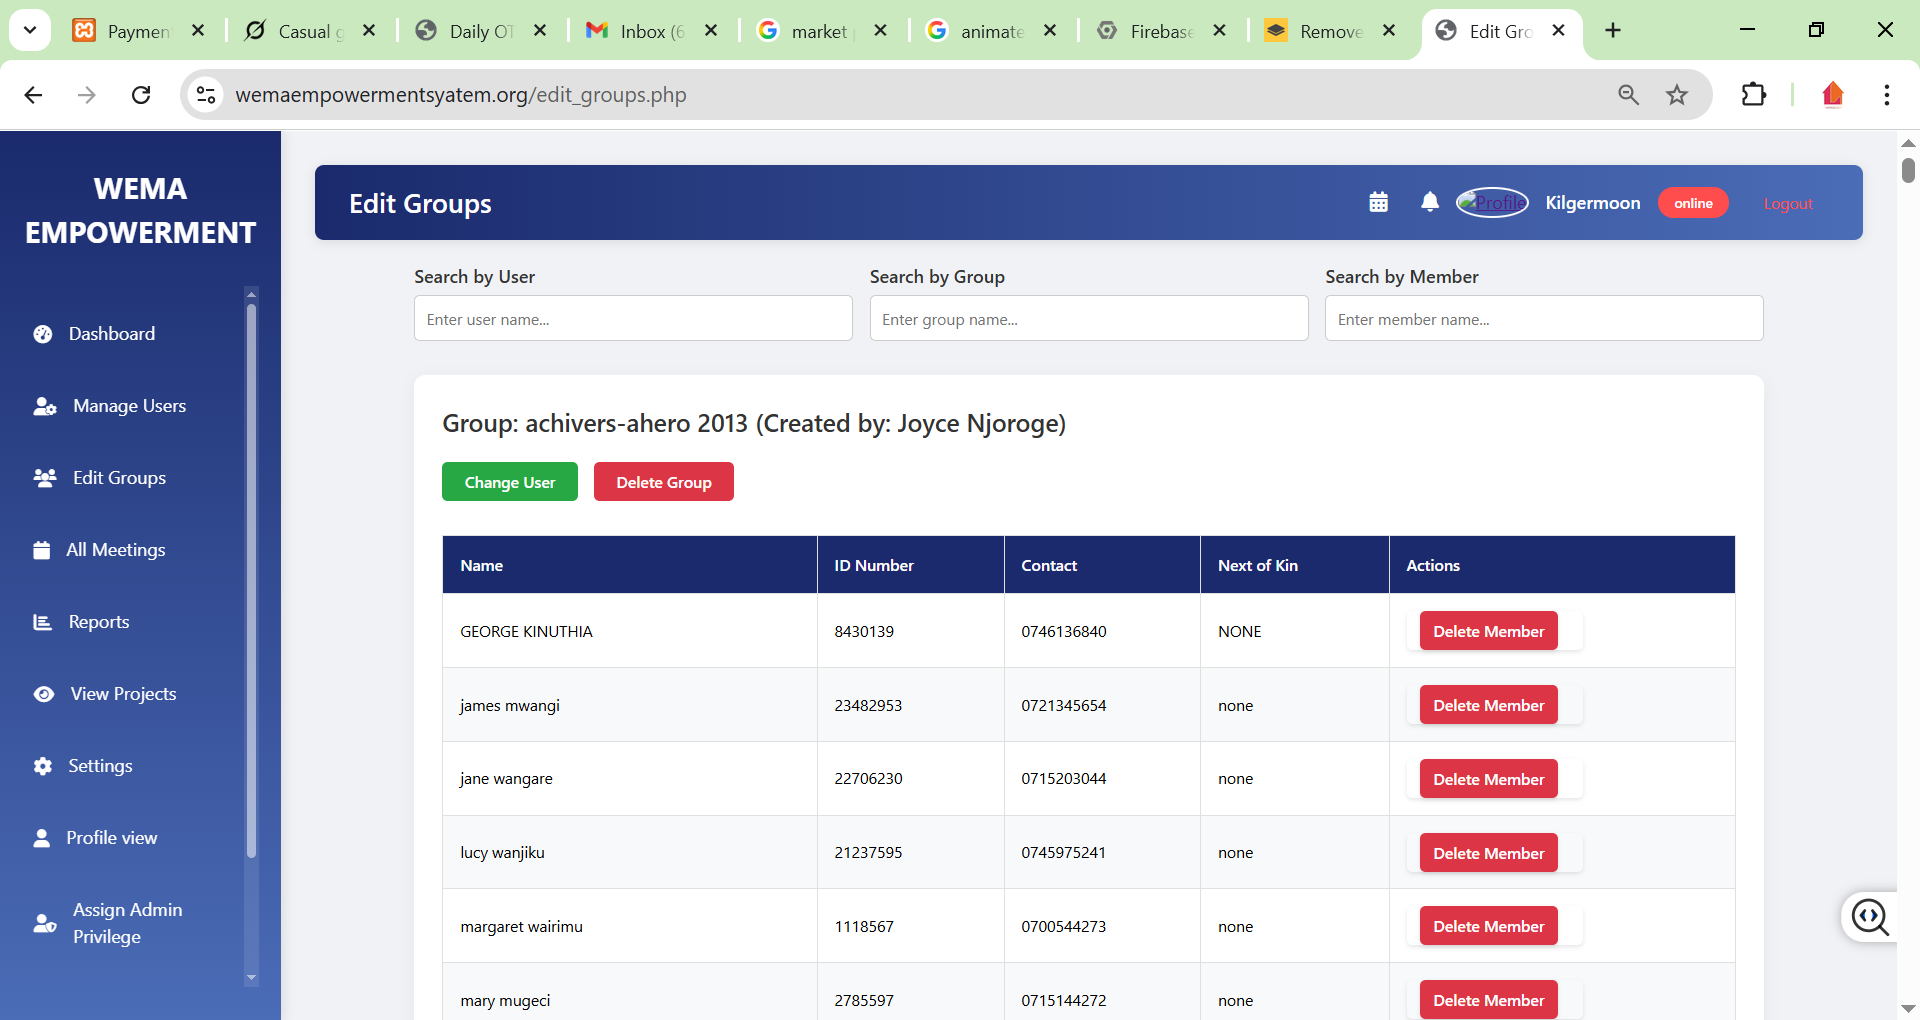 Paymen
Casual g
Daily OT
Inbox (6
market
animate
Firebase
Remove
Edit Gro
wemaempowermentsyatem.org/edit_groups.php
WEMA
EMPOWERMENT
Dashboard
Manage Users
Edit Groups
All Meetings
Reports
View Projects
Settings
Profile view
Assign Admin
Privilege
Edit Groups
Profile
Kilgermoon
online
Logout
Search by User
Search by Group
Search by Member
Enter user name...
Enter group name...
Enter member name...
Group: achivers-ahero 2013 (Created by: Joyce Njoroge)
Change User
Delete Group
Name ID Number Contact Next of Kin Actions
GEORGE KINUTHIA 8430139 0746136840 NONE Delete Member
james mwangi 23482953 0721345654 none Delete Member
jane wangare 22706230 0715203044 none Delete Member
lucy wanjiku 21237595 0745975241 none Delete Member
margaret wairimu 1118567 0700544273 none Delete Member
mary mugeci 2785597 0715144272 none Delete Member